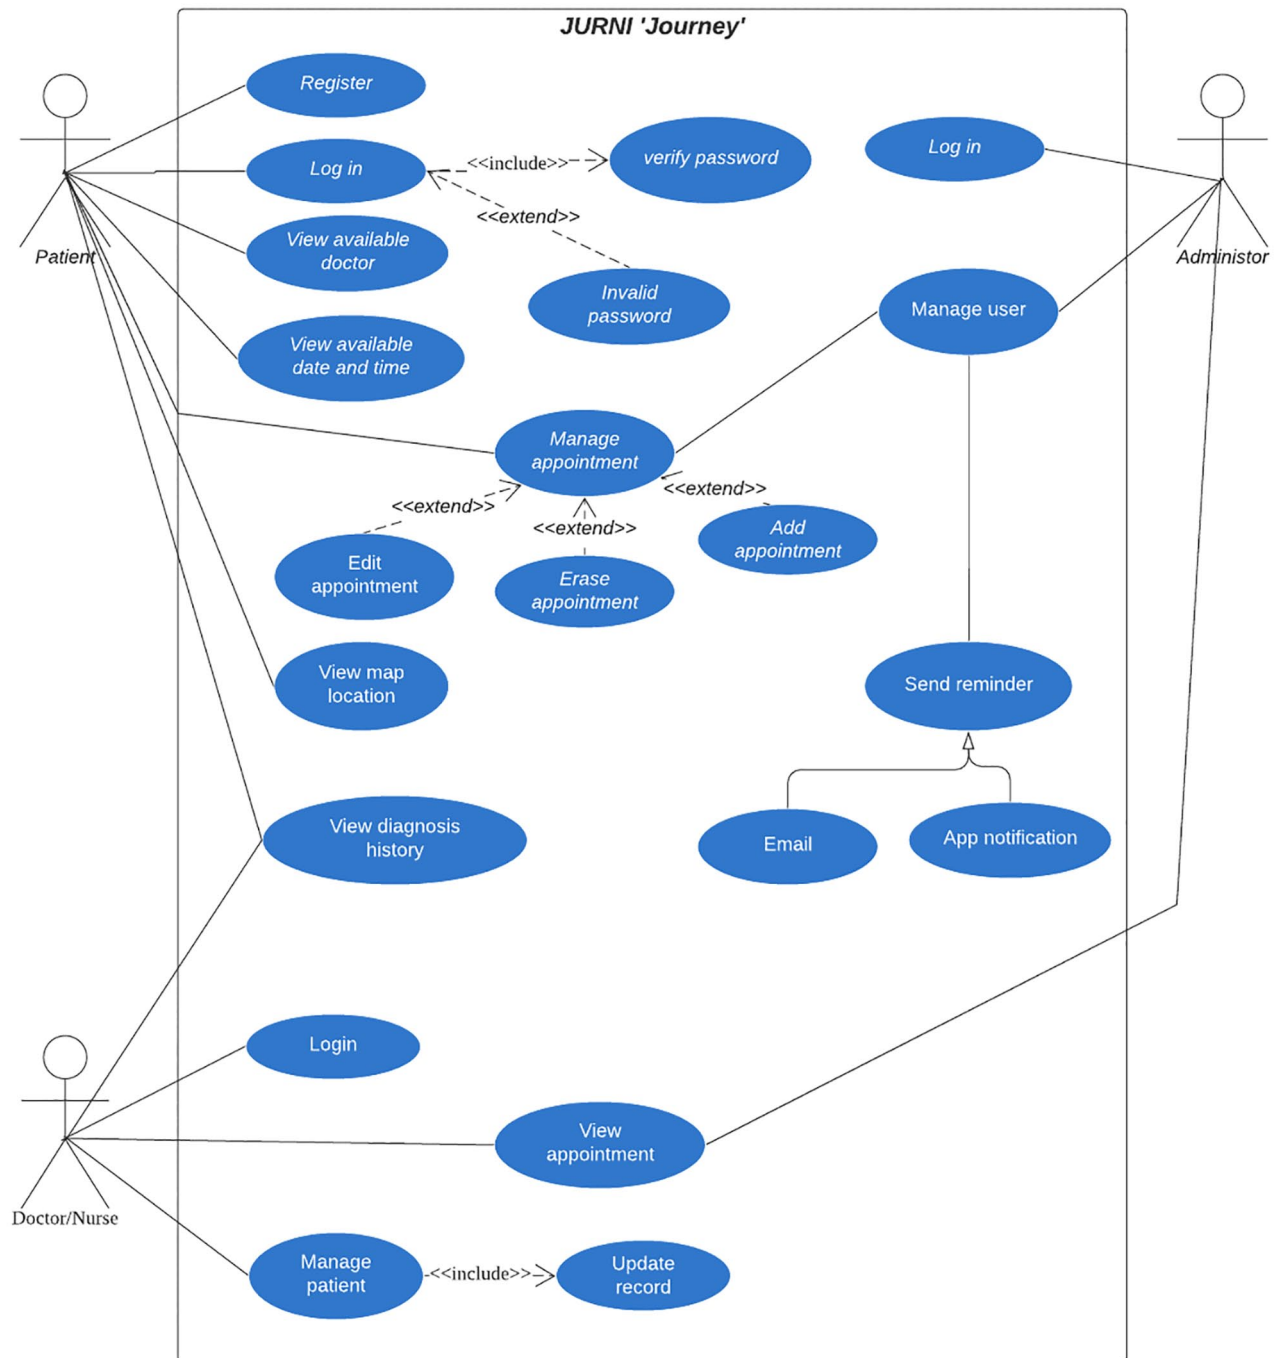 JURNI 'Journey'
Register
Log in
<<include>>
verify password
Log in
<<extend>>
Patient
Administor
View available
doctor
Invalid
password
Manage user
View available
date and time
Manage
appointment
<<extend>>
<<extend>>
<<extend>>
Add
appointment
Edit
appointment
Erase
appointment
View map
location
Send reminder
View diagnosis
history
Email
App notification
Login
View
appointment
Doctor/Nurse
Manage
patient
<<include>>
Update
record